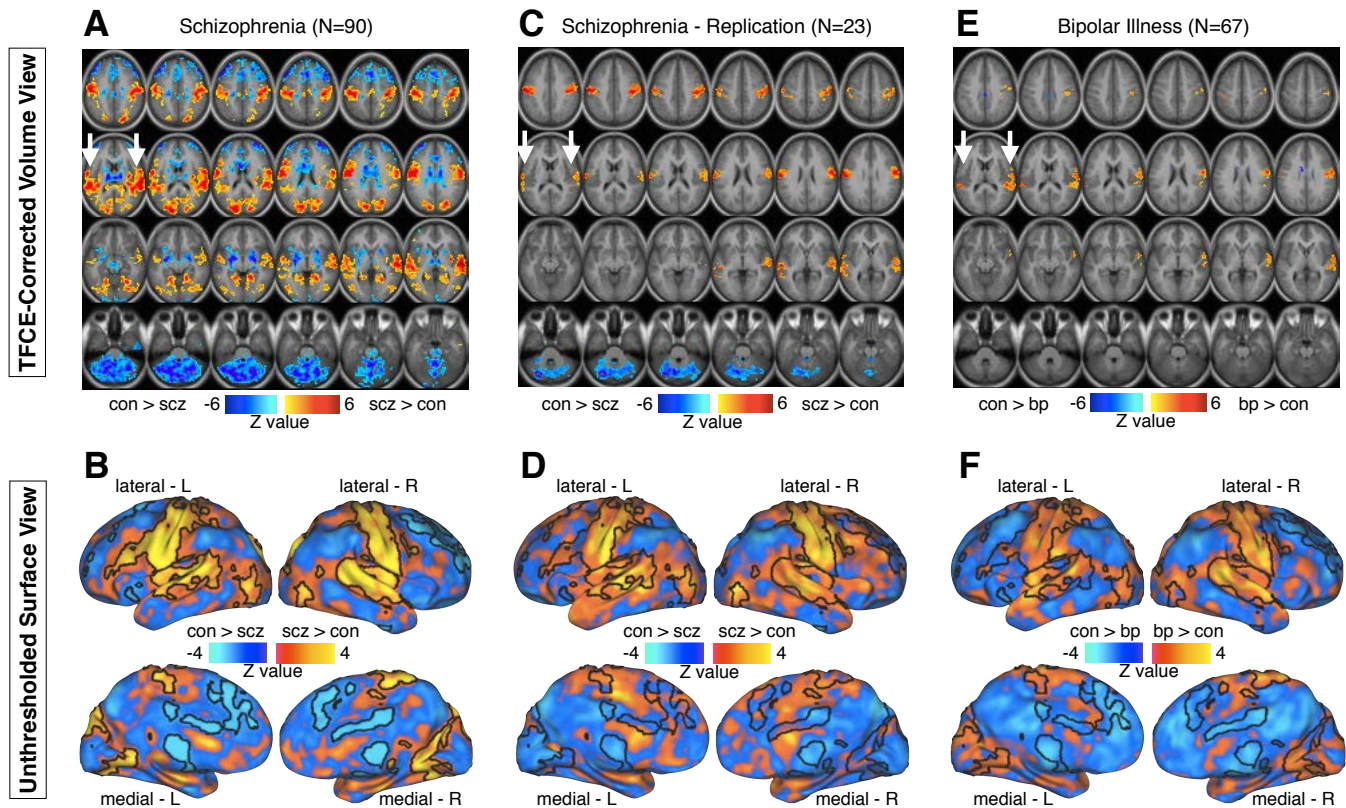 A
Schizophrenia (N=90)
C
Schizophrenia - Replication (N=23)
E
Bipolar Illness (N=67)
TFCE-Corrected Volume View
con > scz
-6
6
scz > con
Z value
con > scz
-6
6
scz > con
Z value
con > bp
-6
6
bp > con
Z value
B
D
F
lateral - L
lateral - R
lateral - L
lateral - R
lateral - L
lateral - R
Unthresholded Surface View
con > scz
scz > con
-4
4
Z value
con > scz
scz > con
-4
4
Z value
con > bp
bp > con
-4
4
Z value
medial - L
medial - R
medial - L
medial - R
medial - L
medial - R